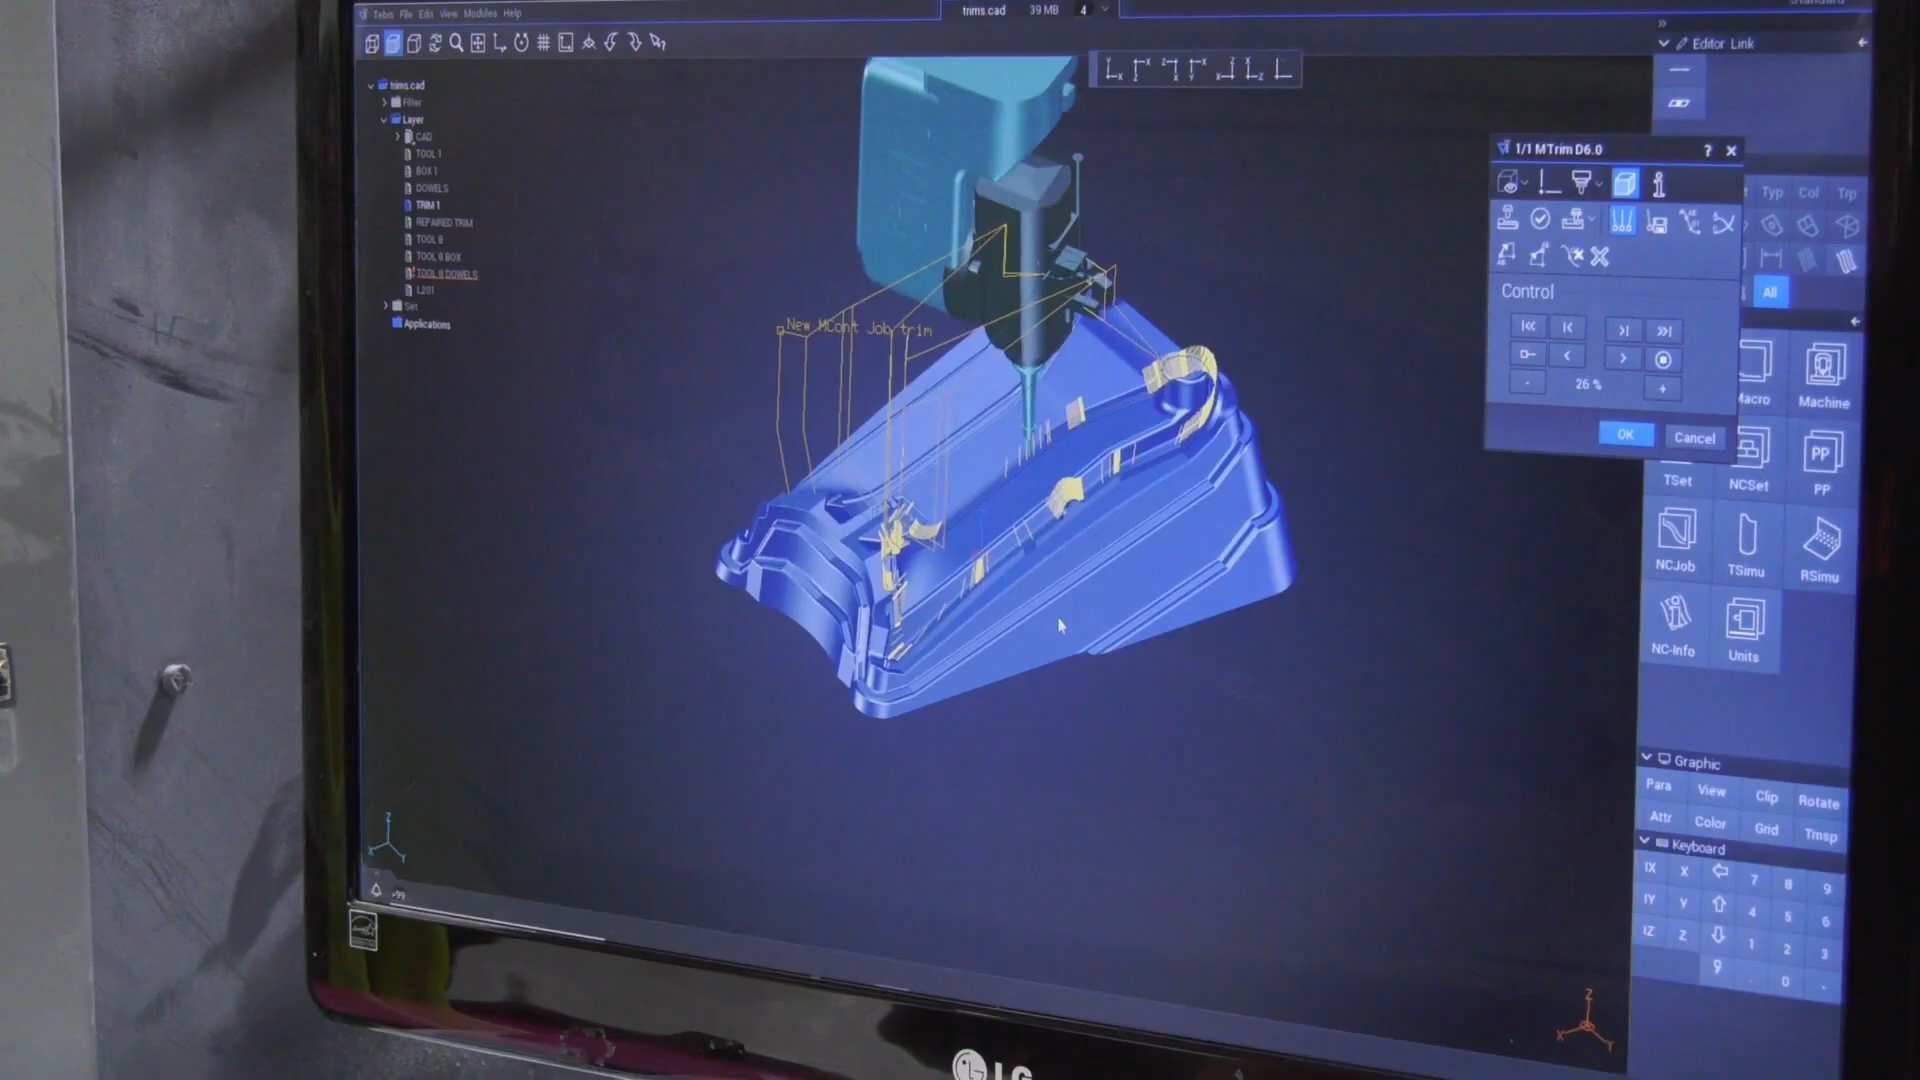 Tebis File Edit View Modules Help
trims.cad 39 MB 4
Standard
Editor Link
trims.cad
Filter
Layer
CAD
TOOL 1
BOX 1
DOWELS
TRIM 1
REPAIRED TRIM
TOOL 8
TOOL 8 BOX
TOOL 8 DOWELS
L201
Set
Applications
New MCont Job trim
1/1 MTrim D6.0
Control
26 %
OK Cancel
Typ Col Trp
All
Macro Machine
TSet NCSet PP
NCJob TSimu RSimu
NC-Info Units
Graphic
Para View Clip Rotate
Attr Color Grid Tmsp
Keyboard
IX X 7 8 9
IY Y 4 5 6
IZ Z 1 2 3
0 .
>99
Z X Y
Z X Y
LG